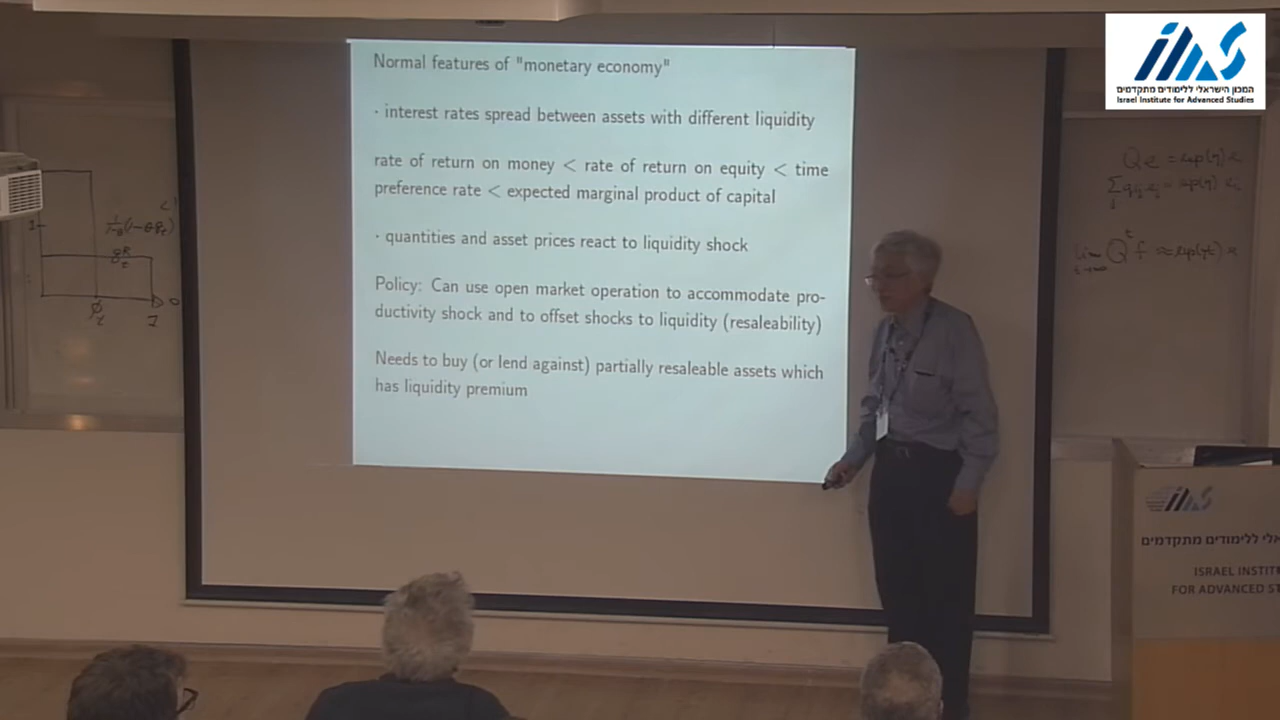 המכון הישראלי ללימודים מתקדמים
Israel Institute for Advanced Studies
Normal features of "monetary economy"
· interest rates spread between assets with different liquidity
rate of return on money < rate of return on equity < time
preference rate < expected marginal product of capital
· quantities and asset prices react to liquidity shock
Policy: Can use open market operation to accommodate pro-
ductivity shock and to offset shocks to liquidity (resaleability)
Needs to buy (or lend against) partially resaleable assets which
has liquidity premium
ללימודים מתקדמים
ISRAEL
FOR ADVANCED